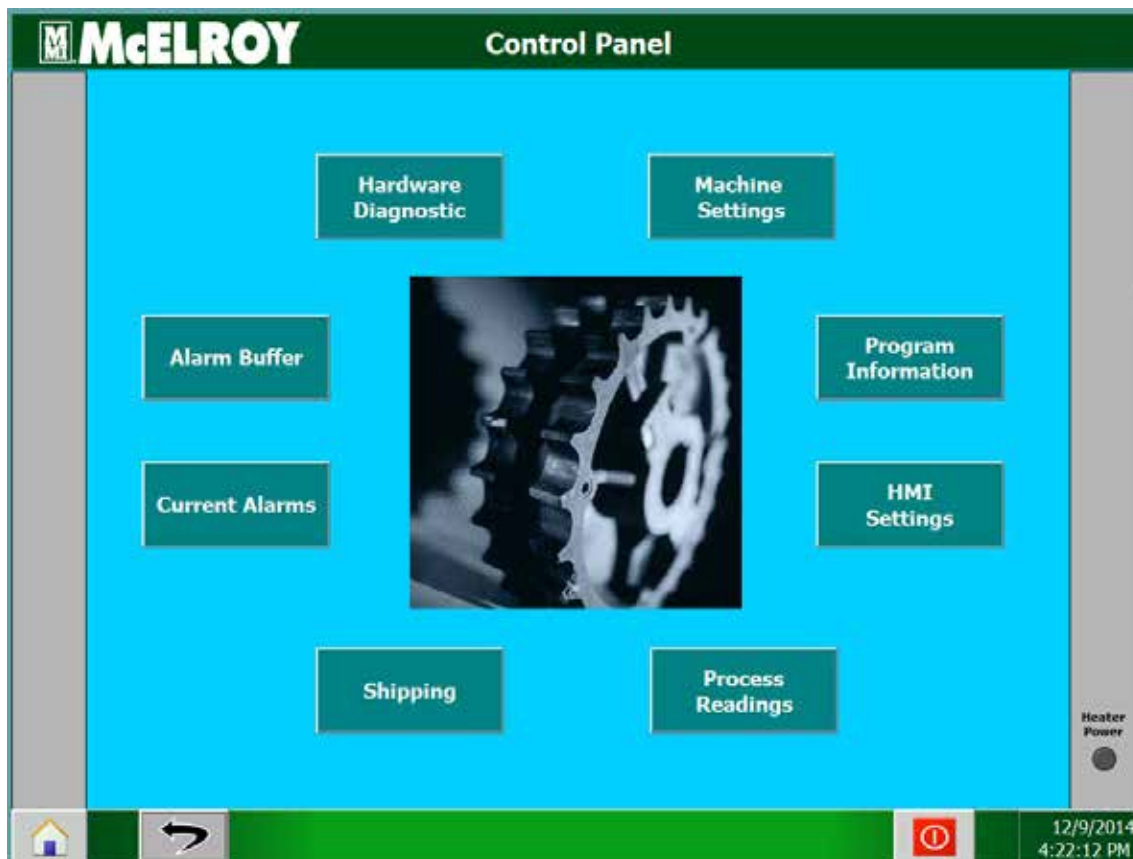 MMI McELROY
Control Panel
Hardware
Diagnostic
Machine
Settings
Alarm Buffer
Program
Information
Current Alarms
HMI
Settings
Shipping
Process
Readings
Heater
Power
12/9/2014
4:22:12 PM